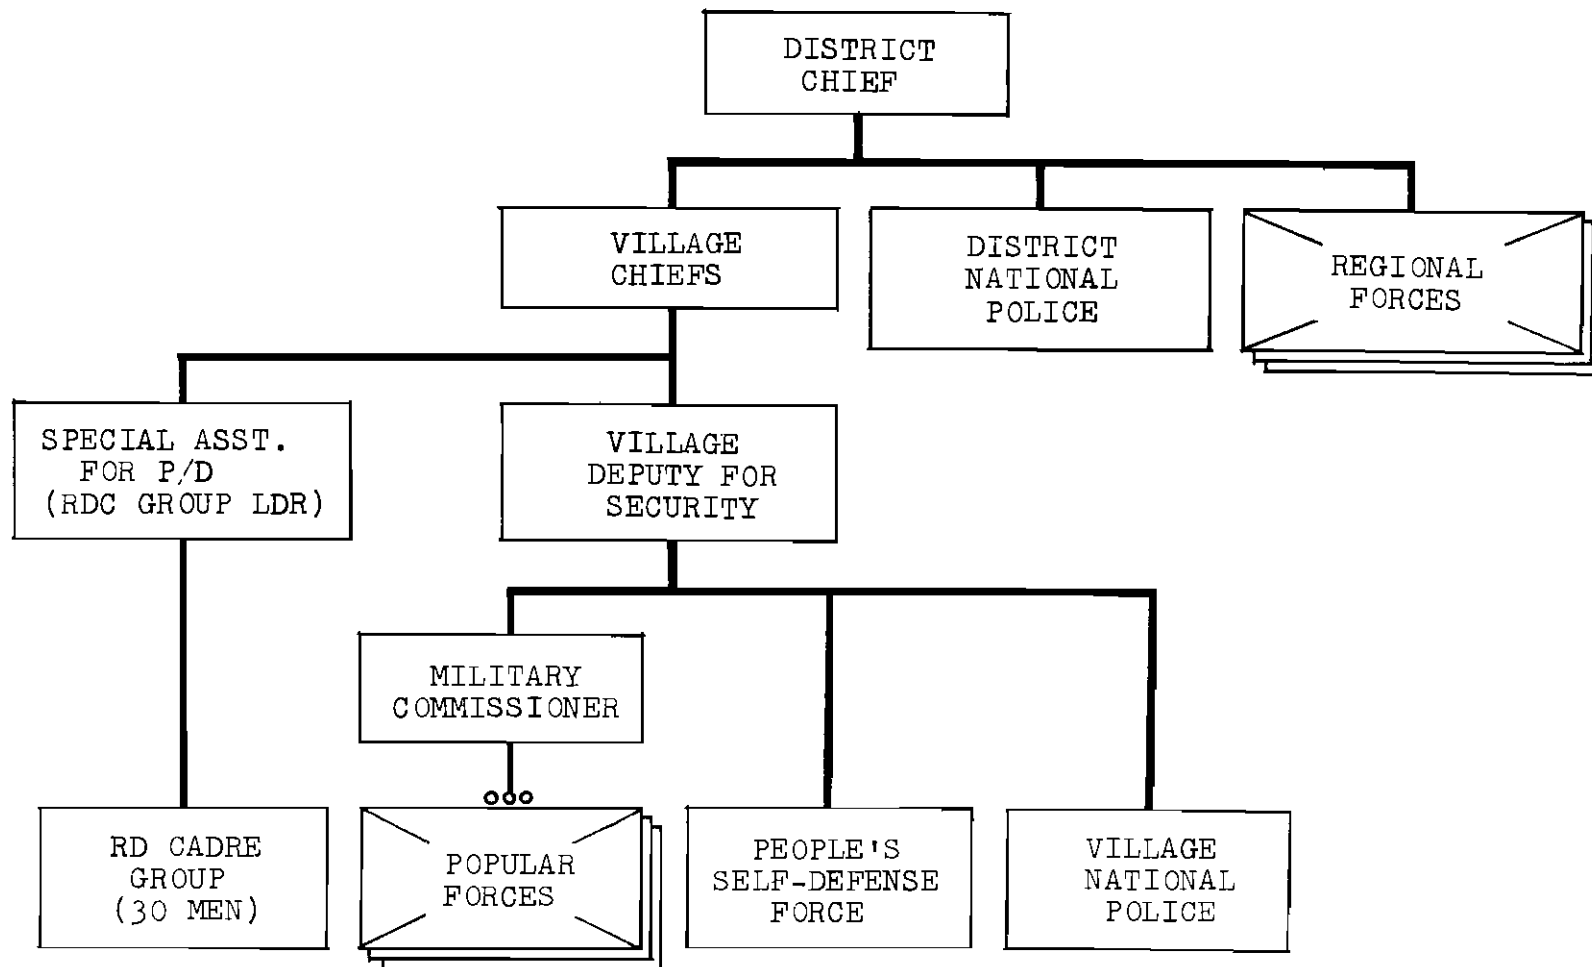 DISTRICT
CHIEF
VILLAGE
CHIEFS
DISTRICT
NATIONAL
POLICE
REGIONAL
FORCES
SPECIAL ASST.
FOR P/D
(RDC GROUP LDR)
VILLAGE
DEPUTY FOR
SECURITY
MILITARY
COMMISSIONER
RD CADRE
GROUP
(30 MEN)
POPULAR
FORCES
PEOPLE'S
SELF-DEFENSE
FORCE
VILLAGE
NATIONAL
POLICE